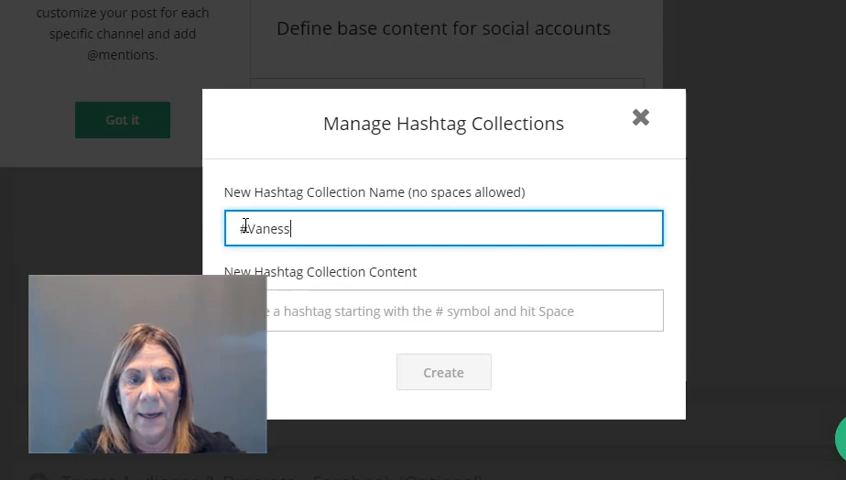 customize your post for each
specific channel and add
@mentions.
Got it
Define base content for social accounts
Manage Hashtag Collections
New Hashtag Collection Name (no spaces allowed)
#Vaness
New Hashtag Collection Content
a hashtag starting with the # symbol and hit Space
Create